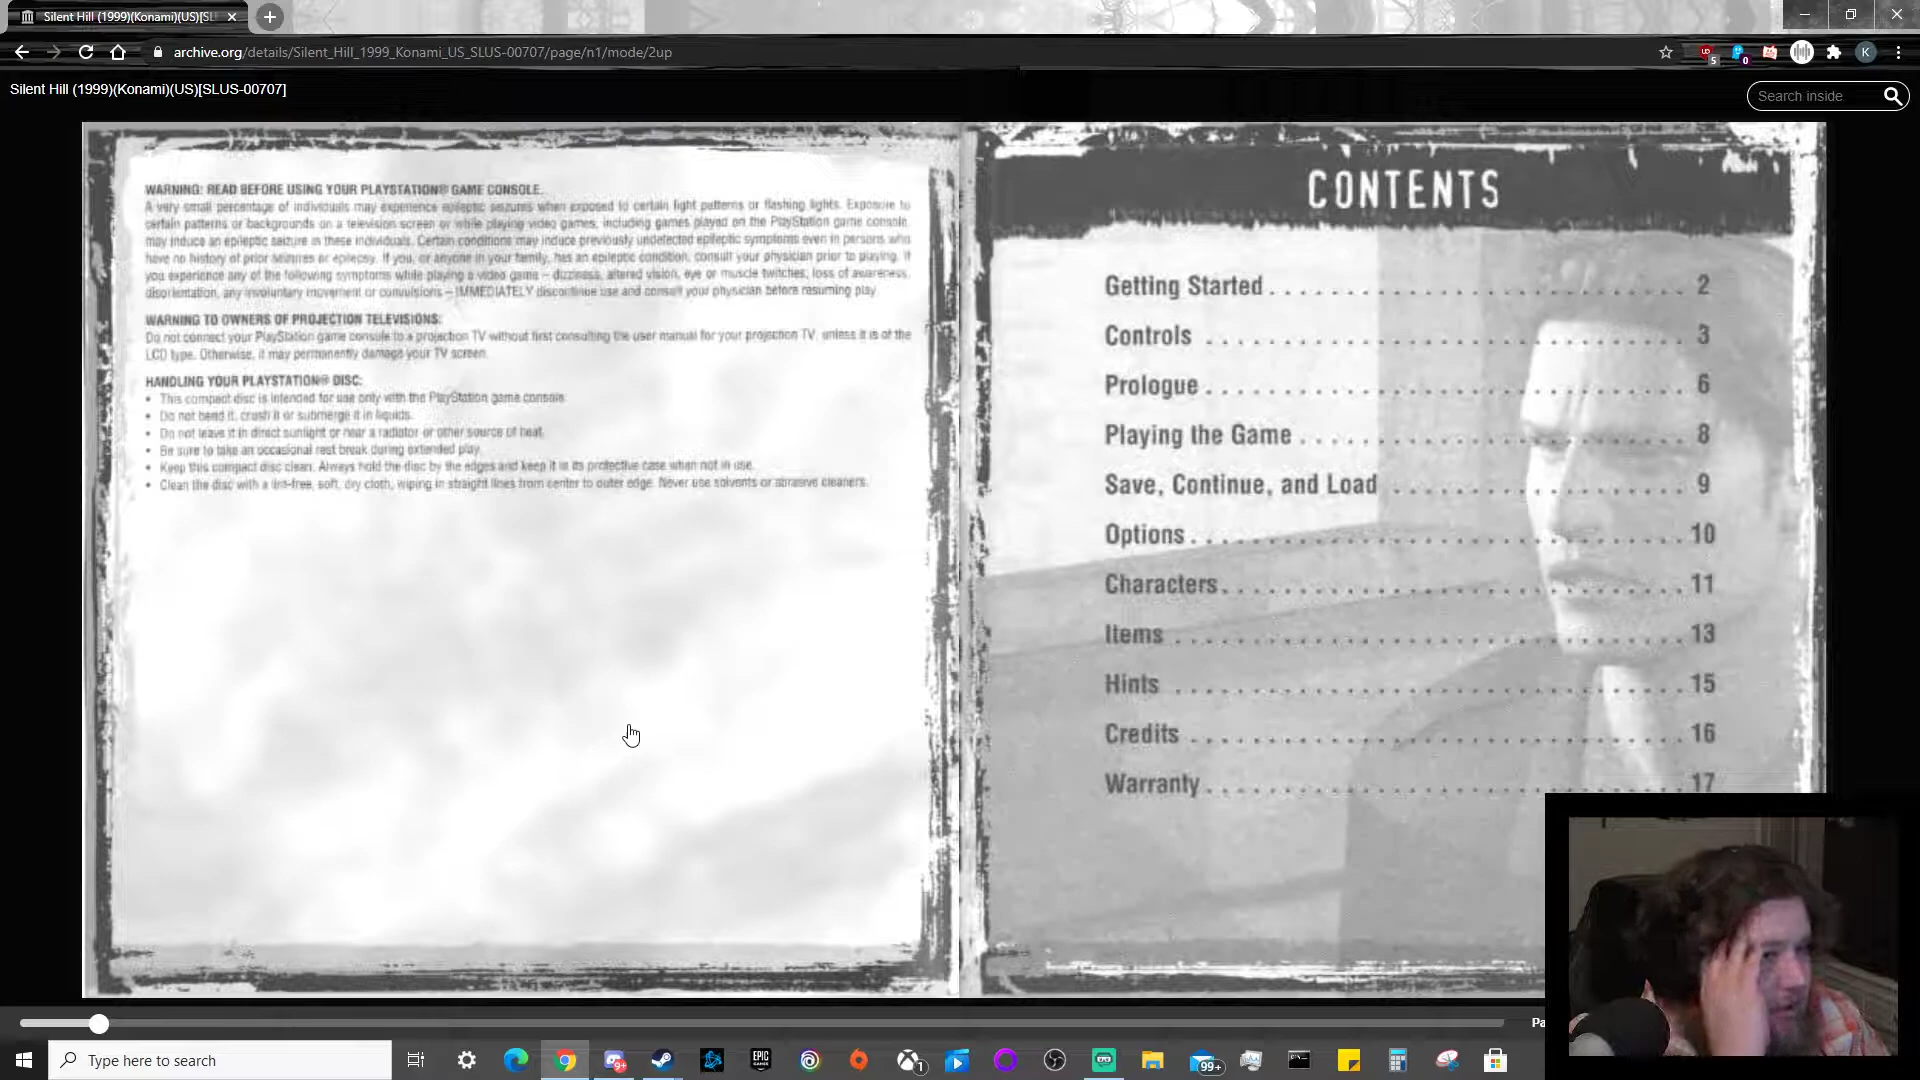 Silent Hill (1999)(Konami)(US)[SL
archive.org/details/Silent_Hill_1999_Konami_US_SLUS-00707/page/n1/mode/2up
5
0
K
Silent Hill (1999)(Konami)(US)[SLUS-00707]
Search inside
WARNING: READ BEFORE USING YOUR PLAYSTATION® GAME CONSOLE.
A very small percentage of individuals may experience epileptic seizures when exposed to certain light patterns or flashing lights. Exposure to
certain patterns or backgrounds on a television screen or while playing video games, including games played on the PlayStation game console,
may induce an epileptic seizure in these individuals. Certain conditions may induce previously undetected epileptic symptoms even in persons who
have no history of prior seizures or epilepsy. If you, or anyone in your family, has an epileptic condition, consult your physician prior to playing. If
you experience any of the following symptoms while playing a video game – dizziness, altered vision, eye or muscle twitches, loss of awareness,
disorientation, any involuntary movement or convulsions – IMMEDIATELY discontinue use and consult your physician before resuming play.
WARNING TO OWNERS OF PROJECTION TELEVISIONS:
Do not connect your PlayStation game console to a projection TV without first consulting the user manual for your projection TV, unless it is of the
LCD type. Otherwise, it may permanently damage your TV screen.
HANDLING YOUR PLAYSTATION® DISC:
• This compact disc is intended for use only with the PlayStation game console.
• Do not bend it, crush it or submerge it in liquids.
• Do not leave it in direct sunlight or near a radiator or other source of heat.
• Be sure to take an occasional rest break during extended play.
• Keep this compact disc clean. Always hold the disc by the edges and keep it in its protective case when not in use.
• Clean the disc with a lint-free, soft, dry cloth, wiping in straight lines from center to outer edge. Never use solvents or abrasive cleaners.
CONTENTS
Getting Started . . . . . . . . . . . . . . . . . . . . . . 2
Controls . . . . . . . . . . . . . . . . . . . . . . . . . 3
Prologue . . . . . . . . . . . . . . . . . . . . . . . . . 6
Playing the Game . . . . . . . . . . . . . . . . . . . . . 8
Save, Continue, and Load . . . . . . . . . . . . . . . . . 9
Options . . . . . . . . . . . . . . . . . . . . . . . . . 10
Characters . . . . . . . . . . . . . . . . . . . . . . . . 11
Items . . . . . . . . . . . . . . . . . . . . . . . . . . 13
Hints . . . . . . . . . . . . . . . . . . . . . . . . . . 15
Credits . . . . . . . . . . . . . . . . . . . . . . . . . 16
Warranty . . . . . . . . . . . . . . . . . . . . . . . . . 17
Pa
Type here to search
9+
EPIC GAMES
1
99+